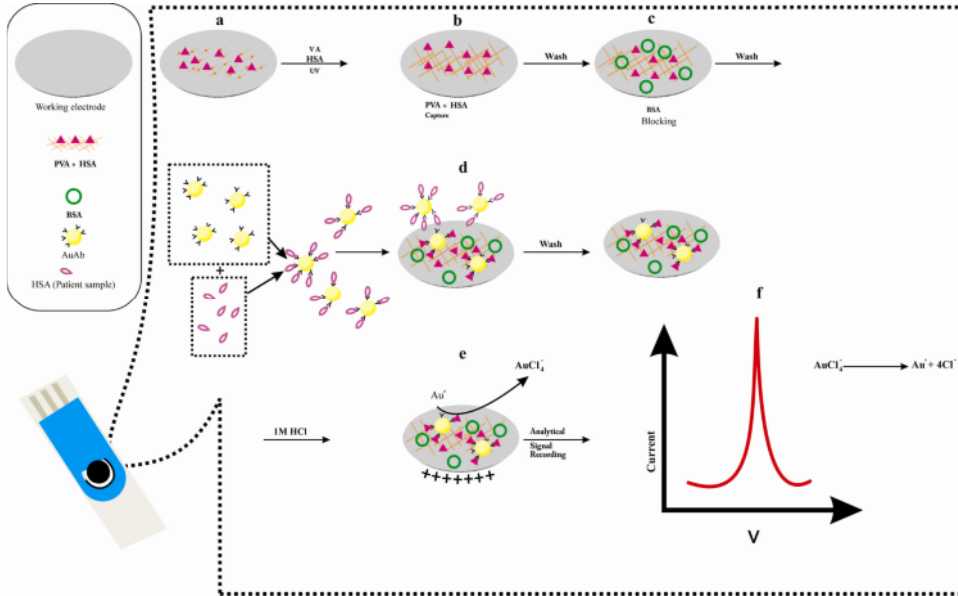 a
b
c
V A
HSA
UV
Wash
Wash
Working electrode
PVA + HSA
Capture
BSA
Blocking
PVA + HSA
BSA
AuAb
HSA (Patient sample)
d
+
Wash
e
f
Au⁺
AuCl₄⁻
1M HCl
Analytical
Signal
Recording
+++++++
Current
V
AuCl₄⁻ Au⁺ + 4Cl⁻